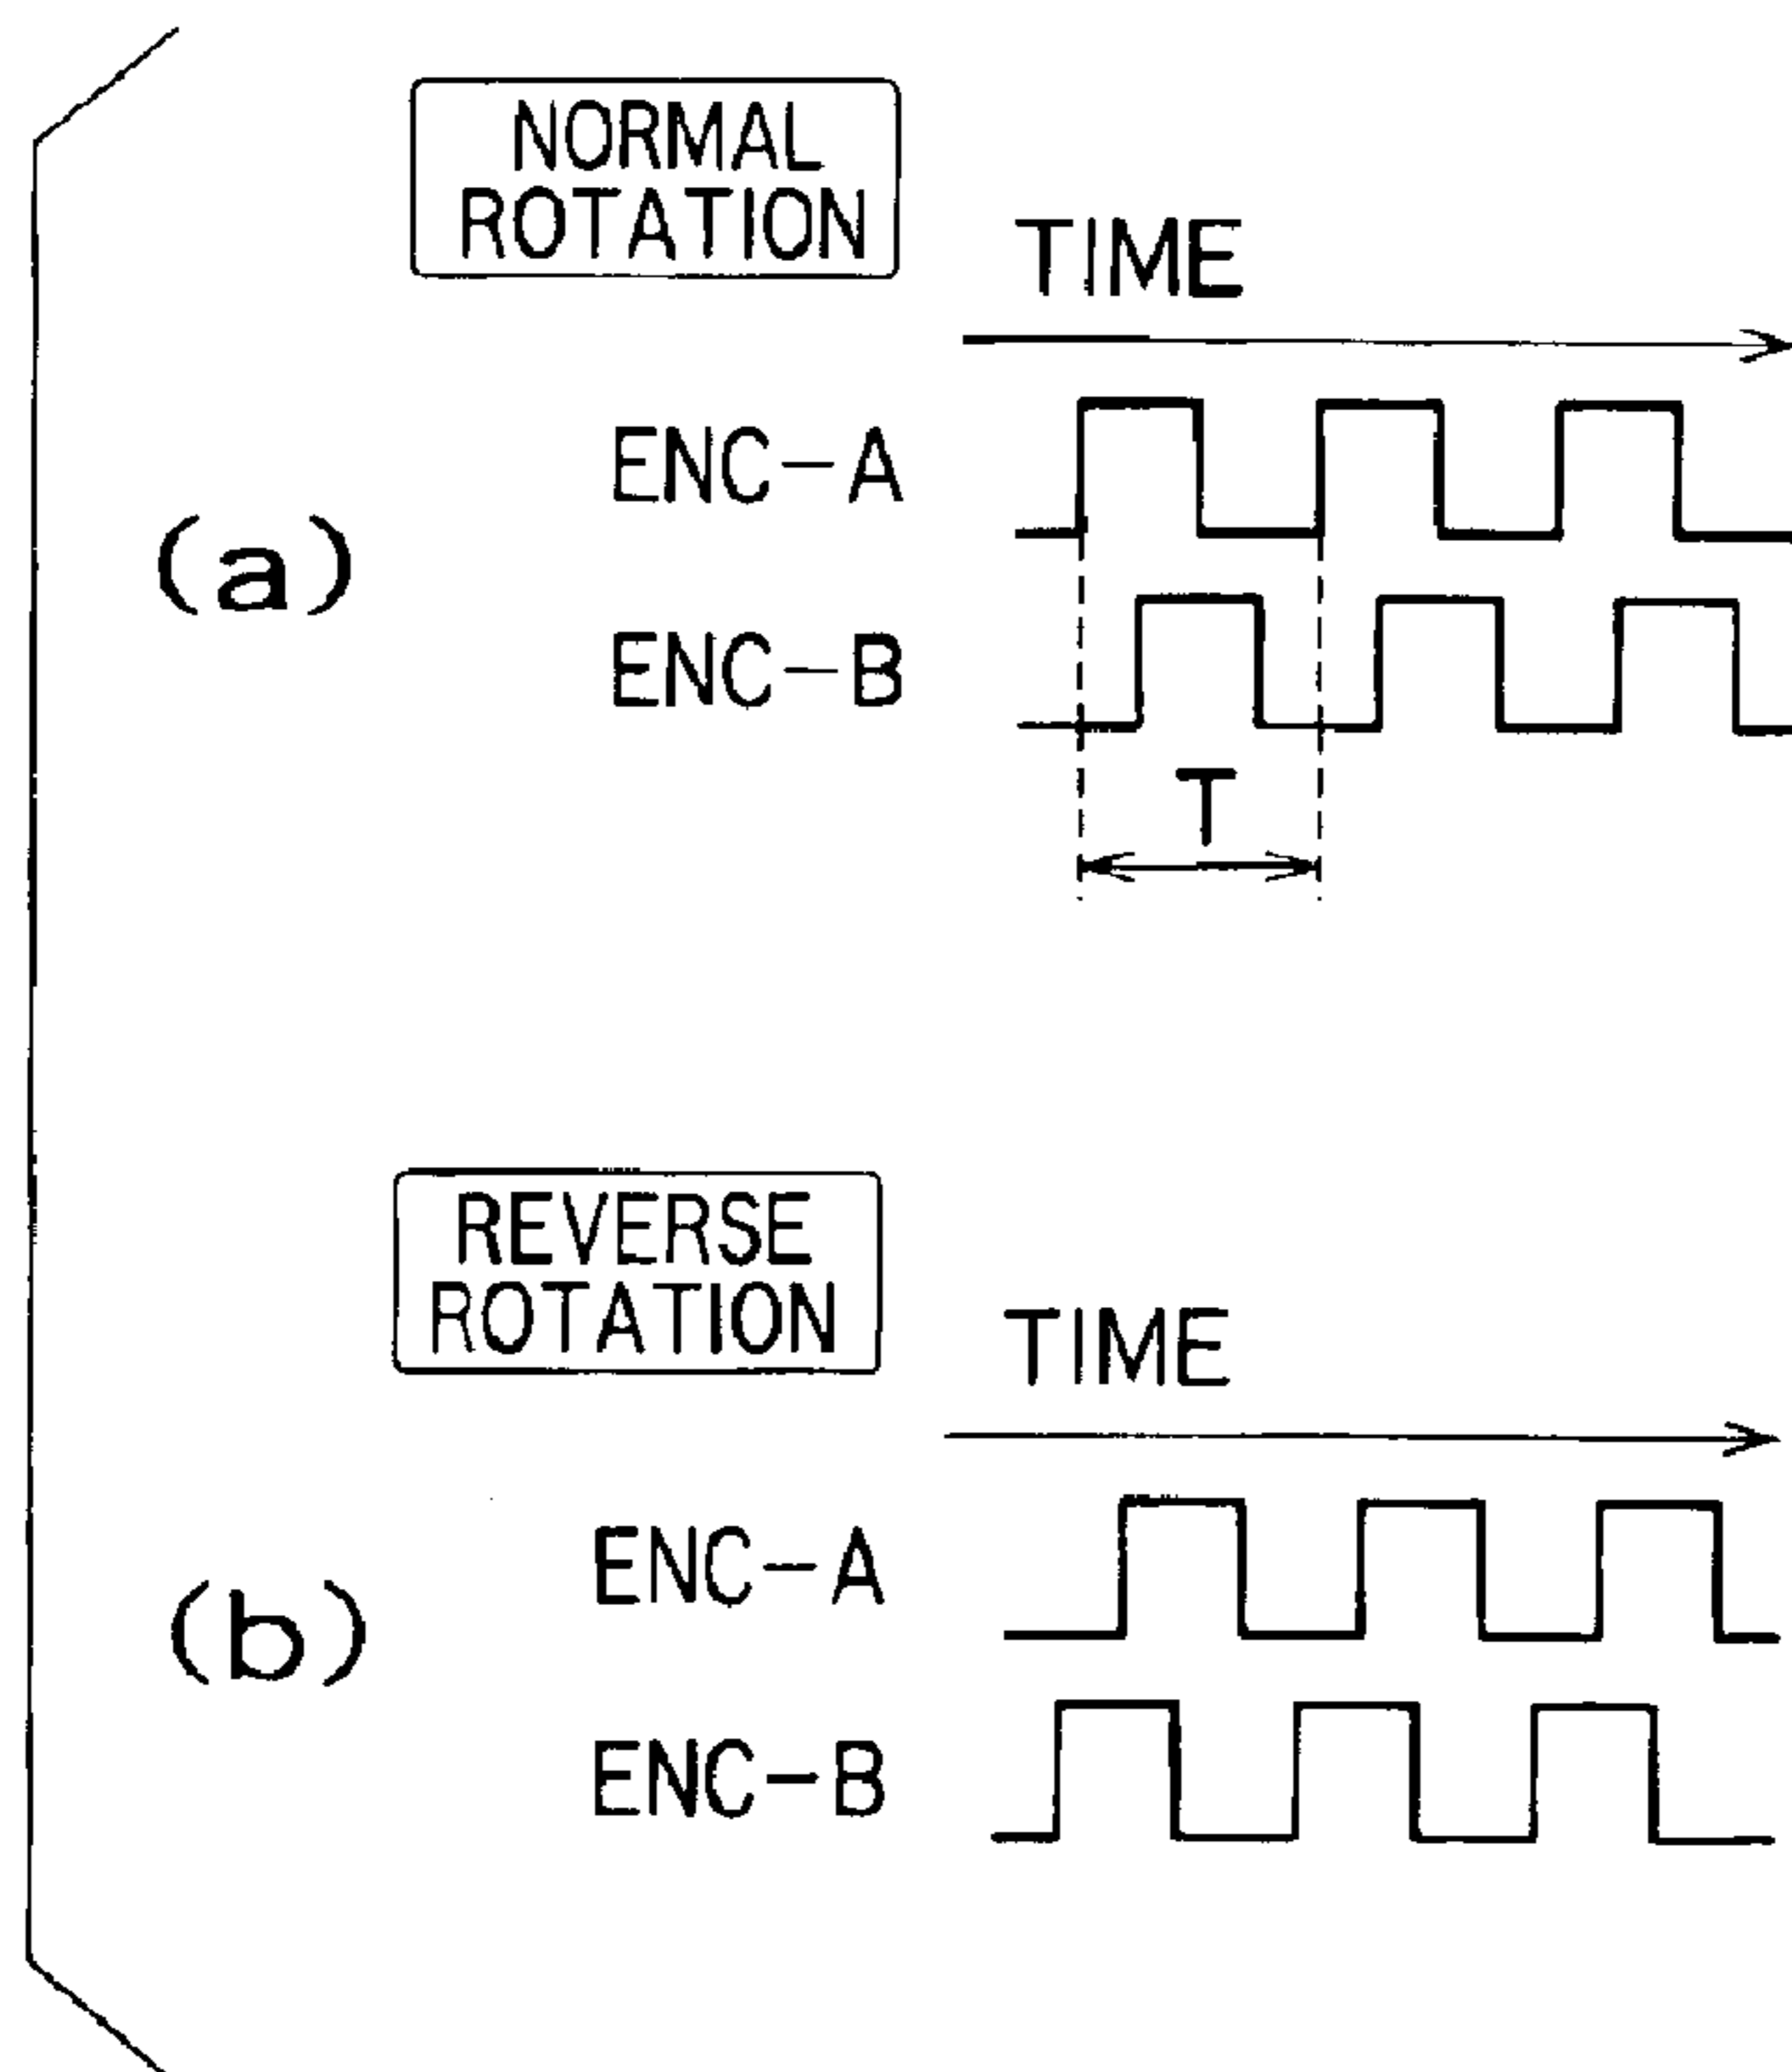 NORMAL
ROTATION
TIME
(a)
ENC-A
ENC-B
T
REVERSE
ROTATION
TIME
(b)
ENC-A
ENC-B